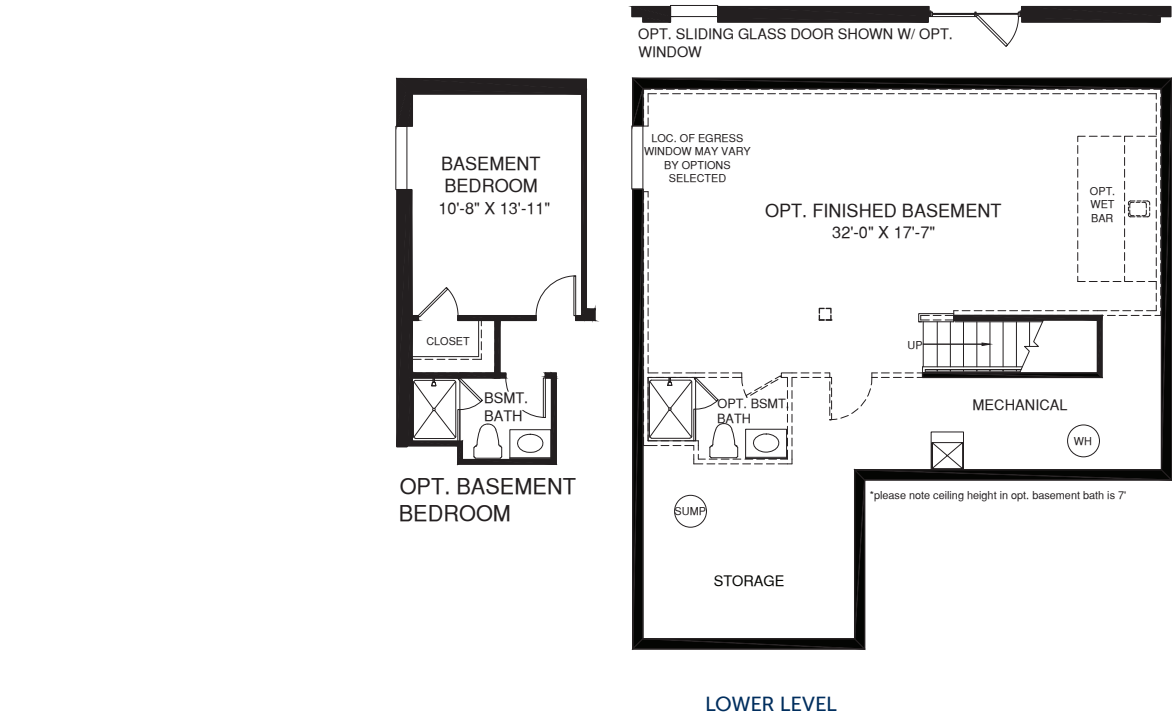 OPT. SLIDING GLASS DOOR SHOWN W/ OPT.
WINDOW
BASEMENT
BEDROOM
10'-8" X 13'-11"
CLOSET
BSMT.
BATH
OPT. BASEMENT
BEDROOM
LOC. OF EGRESS
WINDOW MAY VARY
BY OPTIONS
SELECTED
OPT. FINISHED BASEMENT
32'-0" X 17'-7"
OPT.
WET
BAR
UP
OPT. BSMT.
BATH
MECHANICAL
WH
*please note ceiling height in opt. basement bath is 7'
SUMP
STORAGE
LOWER LEVEL